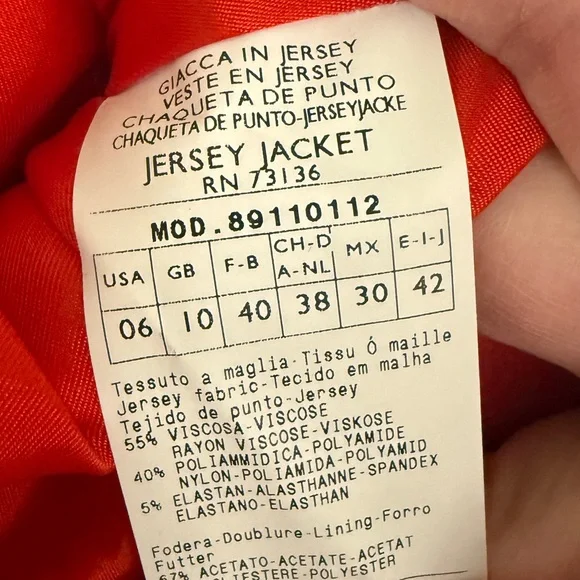 GIACCA IN JERSEY
VESTE EN JERSEY
CHAQUETA DE PUNTO
CHAQUETA DE PUNTO-JERSEYJACKE
JERSEY JACKET
RN 73136
MOD.89110112
USA GB F-B CH-D A-NL MX E-I-J
06 10 40 38 30 42
Tessuto a maglia-Tissu Ó maille
Jersey fabric-Tecido em malha
Tejido de punto-Jersey
55% VISCOSA-VISCOSE
RAYON VISCOSE-VISKOSE
40% POLIAMMIDICA-POLYAMIDE
NYLON-POLIAMIDA-POLYAMID
5% ELASTAN-ALASTHANNE-SPANDEX
ELASTANO-ELASTHAN
Fodera-Doublure-Lining-Forro
Futter
67% ACETATO-ACETATE-ACETAT